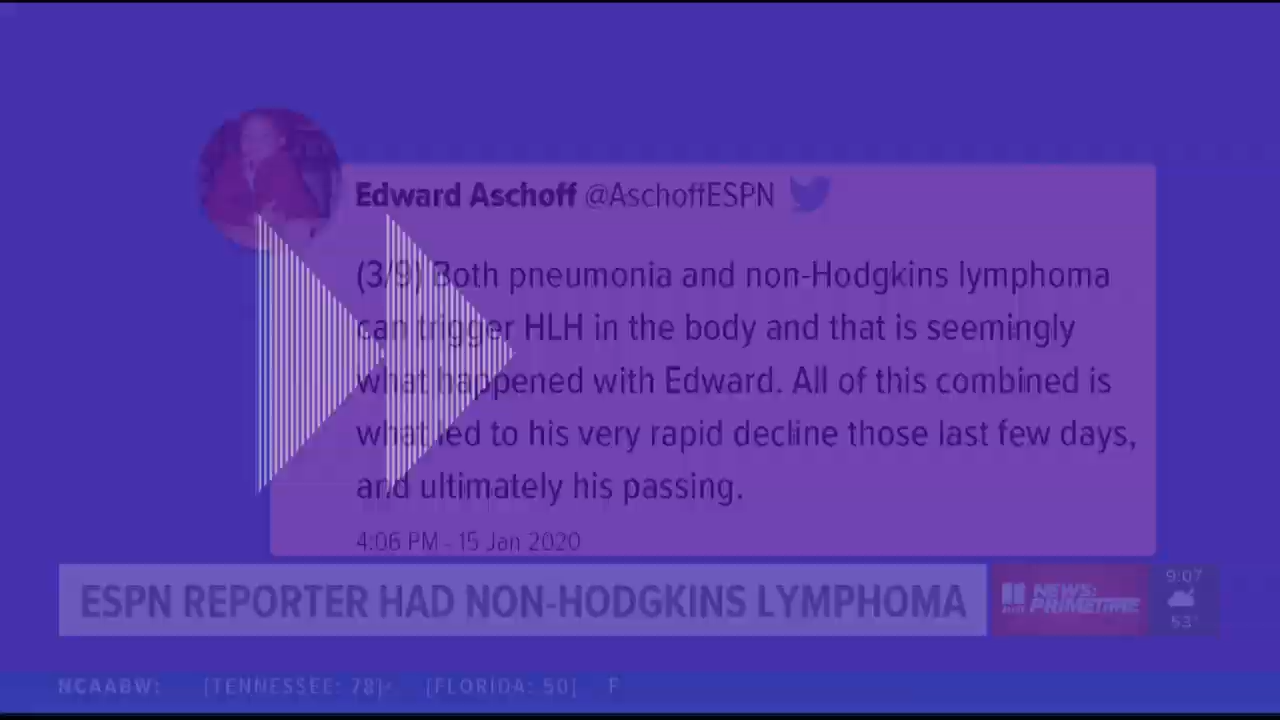 Edward Aschoff @AschoffESPN
(3/9) Both pneumonia and non-Hodgkins lymphoma
can trigger HLH in the body and that is seemingly
what happened with Edward. All of this combined is
what led to his very rapid decline those last few days,
and ultimately his passing.
4:06 PM - 15 Jan 2020
ESPN REPORTER HAD NON-HODGKINS LYMPHOMA
11 NEWS:
PRIMETIME
9:07
53°
NCAABW: [TENNESSEE: 78] [FLORIDA: 50] F